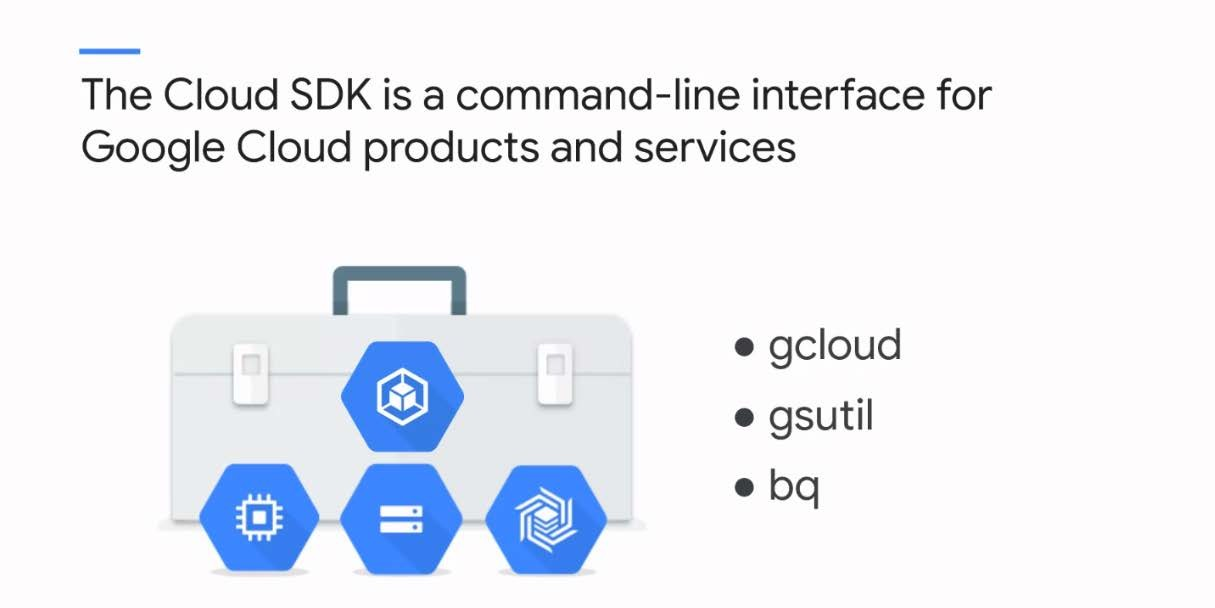 The Cloud SDK is a command-line interface for
Google Cloud products and services
● gcloud
● gsutil
● bq